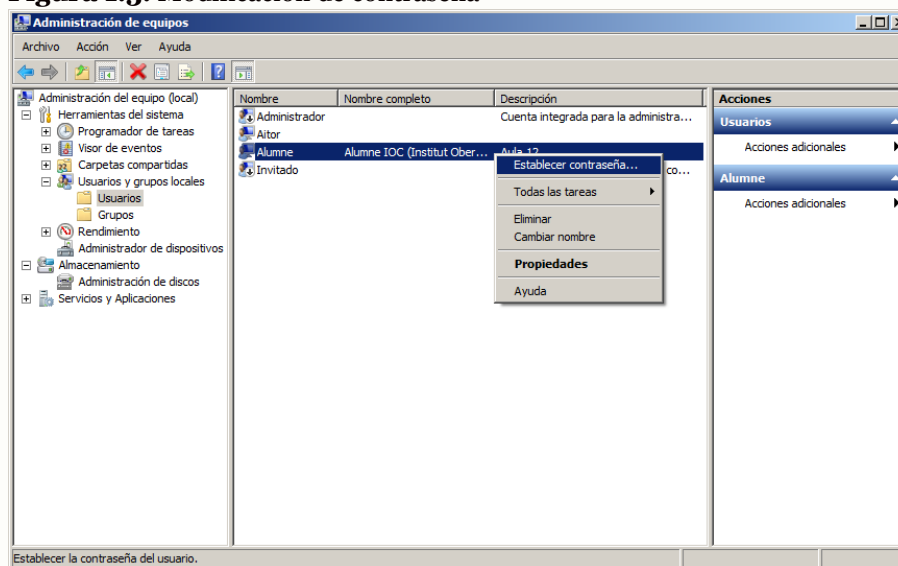 Figura 1.3. Modificación de contraseña
Administración de equipos
Archivo Acción Ver Ayuda
Administración del equipo (local)
Herramientas del sistema
Programador de tareas
Visor de eventos
Carpetas compartidas
Usuarios y grupos locales
Usuarios
Grupos
Rendimiento
Administrador de dispositivos
Almacenamiento
Administración de discos
Servicios y Aplicaciones
Nombre Nombre completo Descripción
Administrador Cuenta integrada para la administra...
Aitor
Alumne Alumne IOC (Institut Ober... Aula 12
Invitado co...
Establecer contraseña...
Todas las tareas
Eliminar
Cambiar nombre
Propiedades
Ayuda
Acciones
Usuarios
Acciones adicionales
Alumne
Acciones adicionales
Establecer la contraseña del usuario.